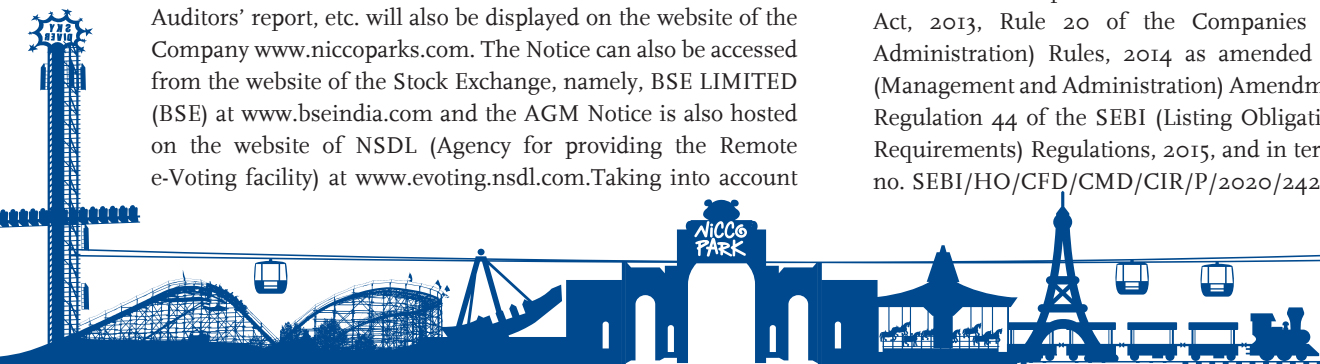 Auditors’ report, etc. will also be displayed on the website of the
Company www.niccoparks.com. The Notice can also be accessed
from the website of the Stock Exchange, namely, BSE LIMITED
(BSE) at www.bseindia.com and the AGM Notice is also hosted
on the website of NSDL (Agency for providing the Remote
e-Voting facility) at www.evoting.nsdl.com.Taking into account
Act, 2013, Rule 20 of the Companies
Administration) Rules, 2014 as amended
(Management and Administration) Amendm
Regulation 44 of the SEBI (Listing Obligati
Requirements) Regulations, 2015, and in ter
no. SEBI/HO/CFD/CMD/CIR/P/2020/242
SKY
DIVER
NICCO
PARK